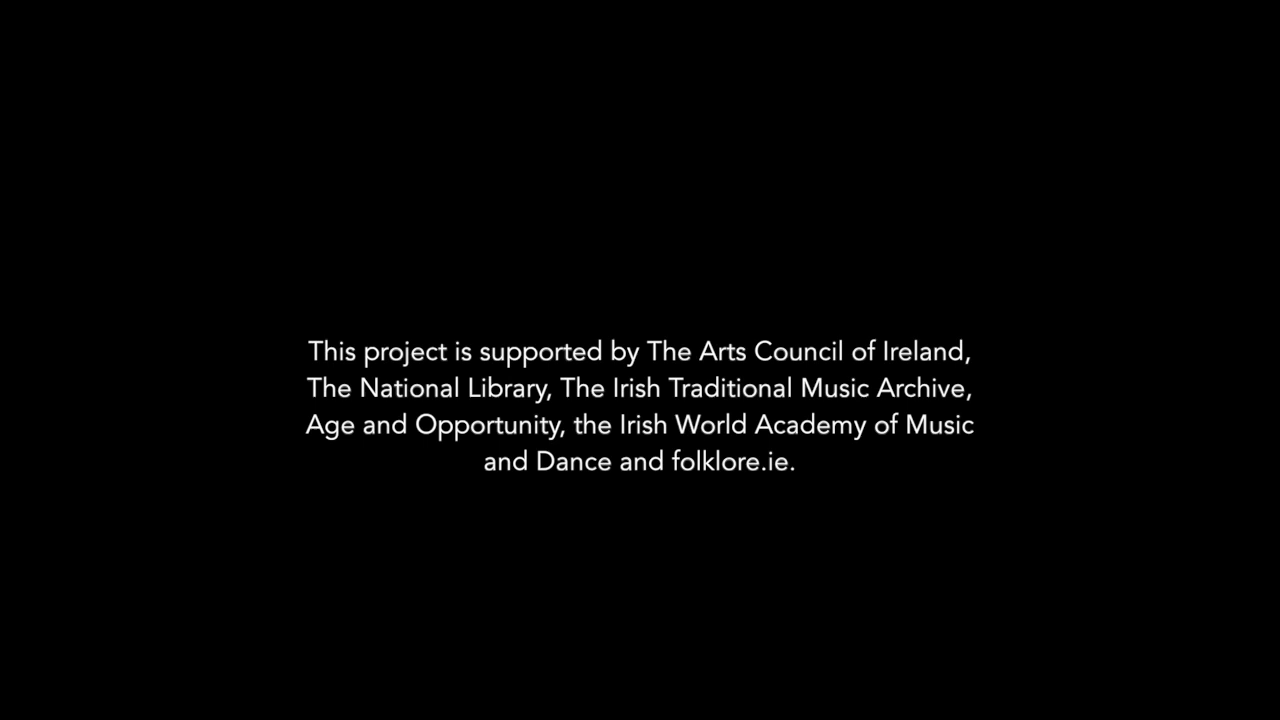 This project is supported by The Arts Council of Ireland,
The National Library, The Irish Traditional Music Archive,
Age and Opportunity, the Irish World Academy of Music
and Dance and folklore.ie.